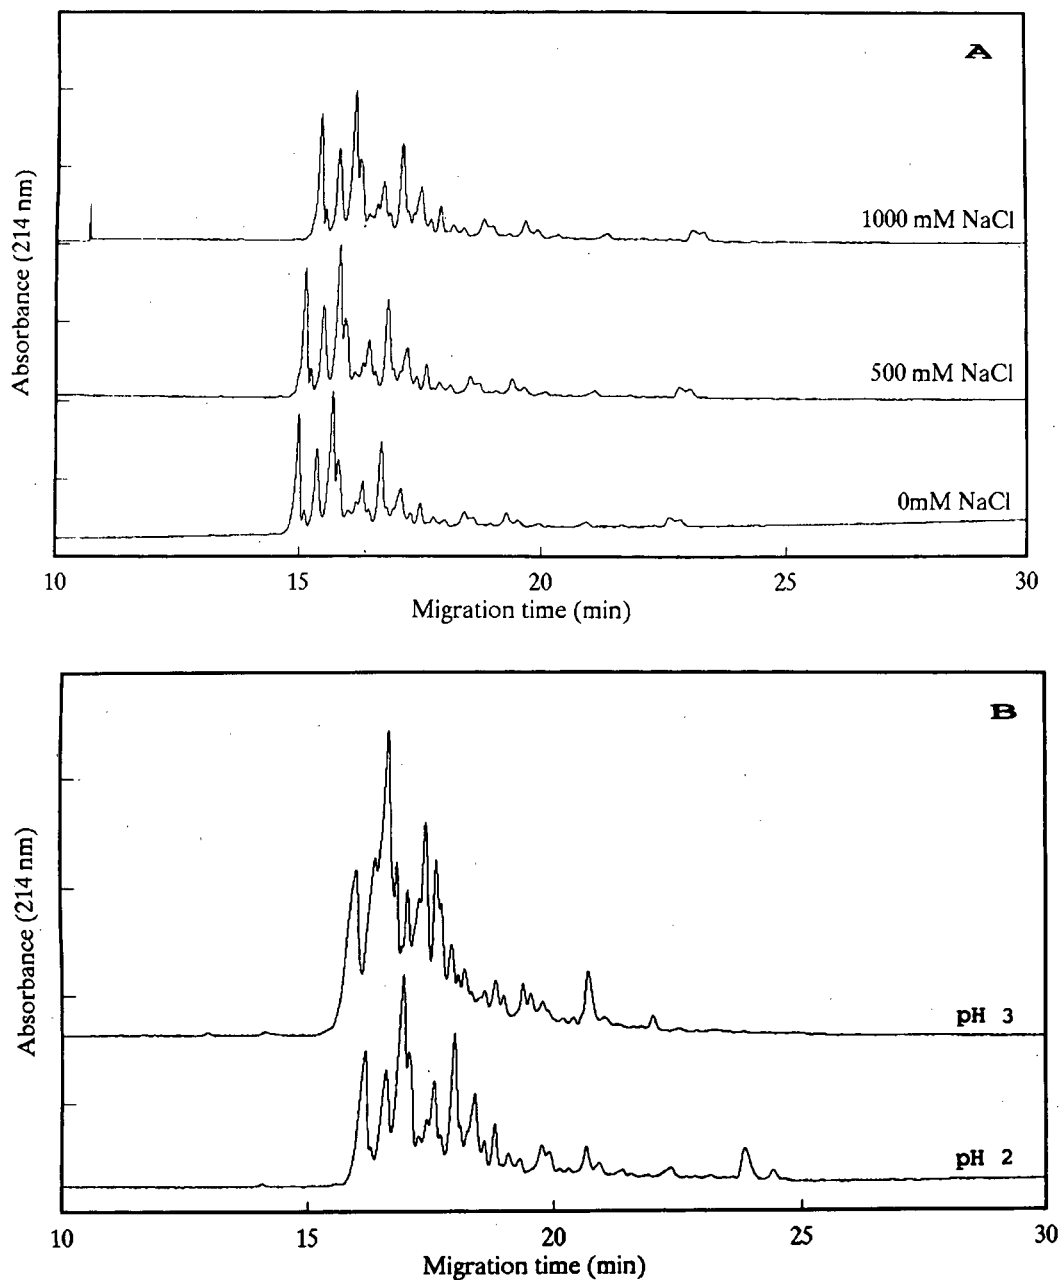 A
Absorbance (214 nm)
1000 mM NaCl
500 mM NaCl
0mM NaCl
10 15 20 25 30
Migration time (min)
B
Absorbance (214 nm)
pH 3
pH 2
10 15 20 25 30
Migration time (min)